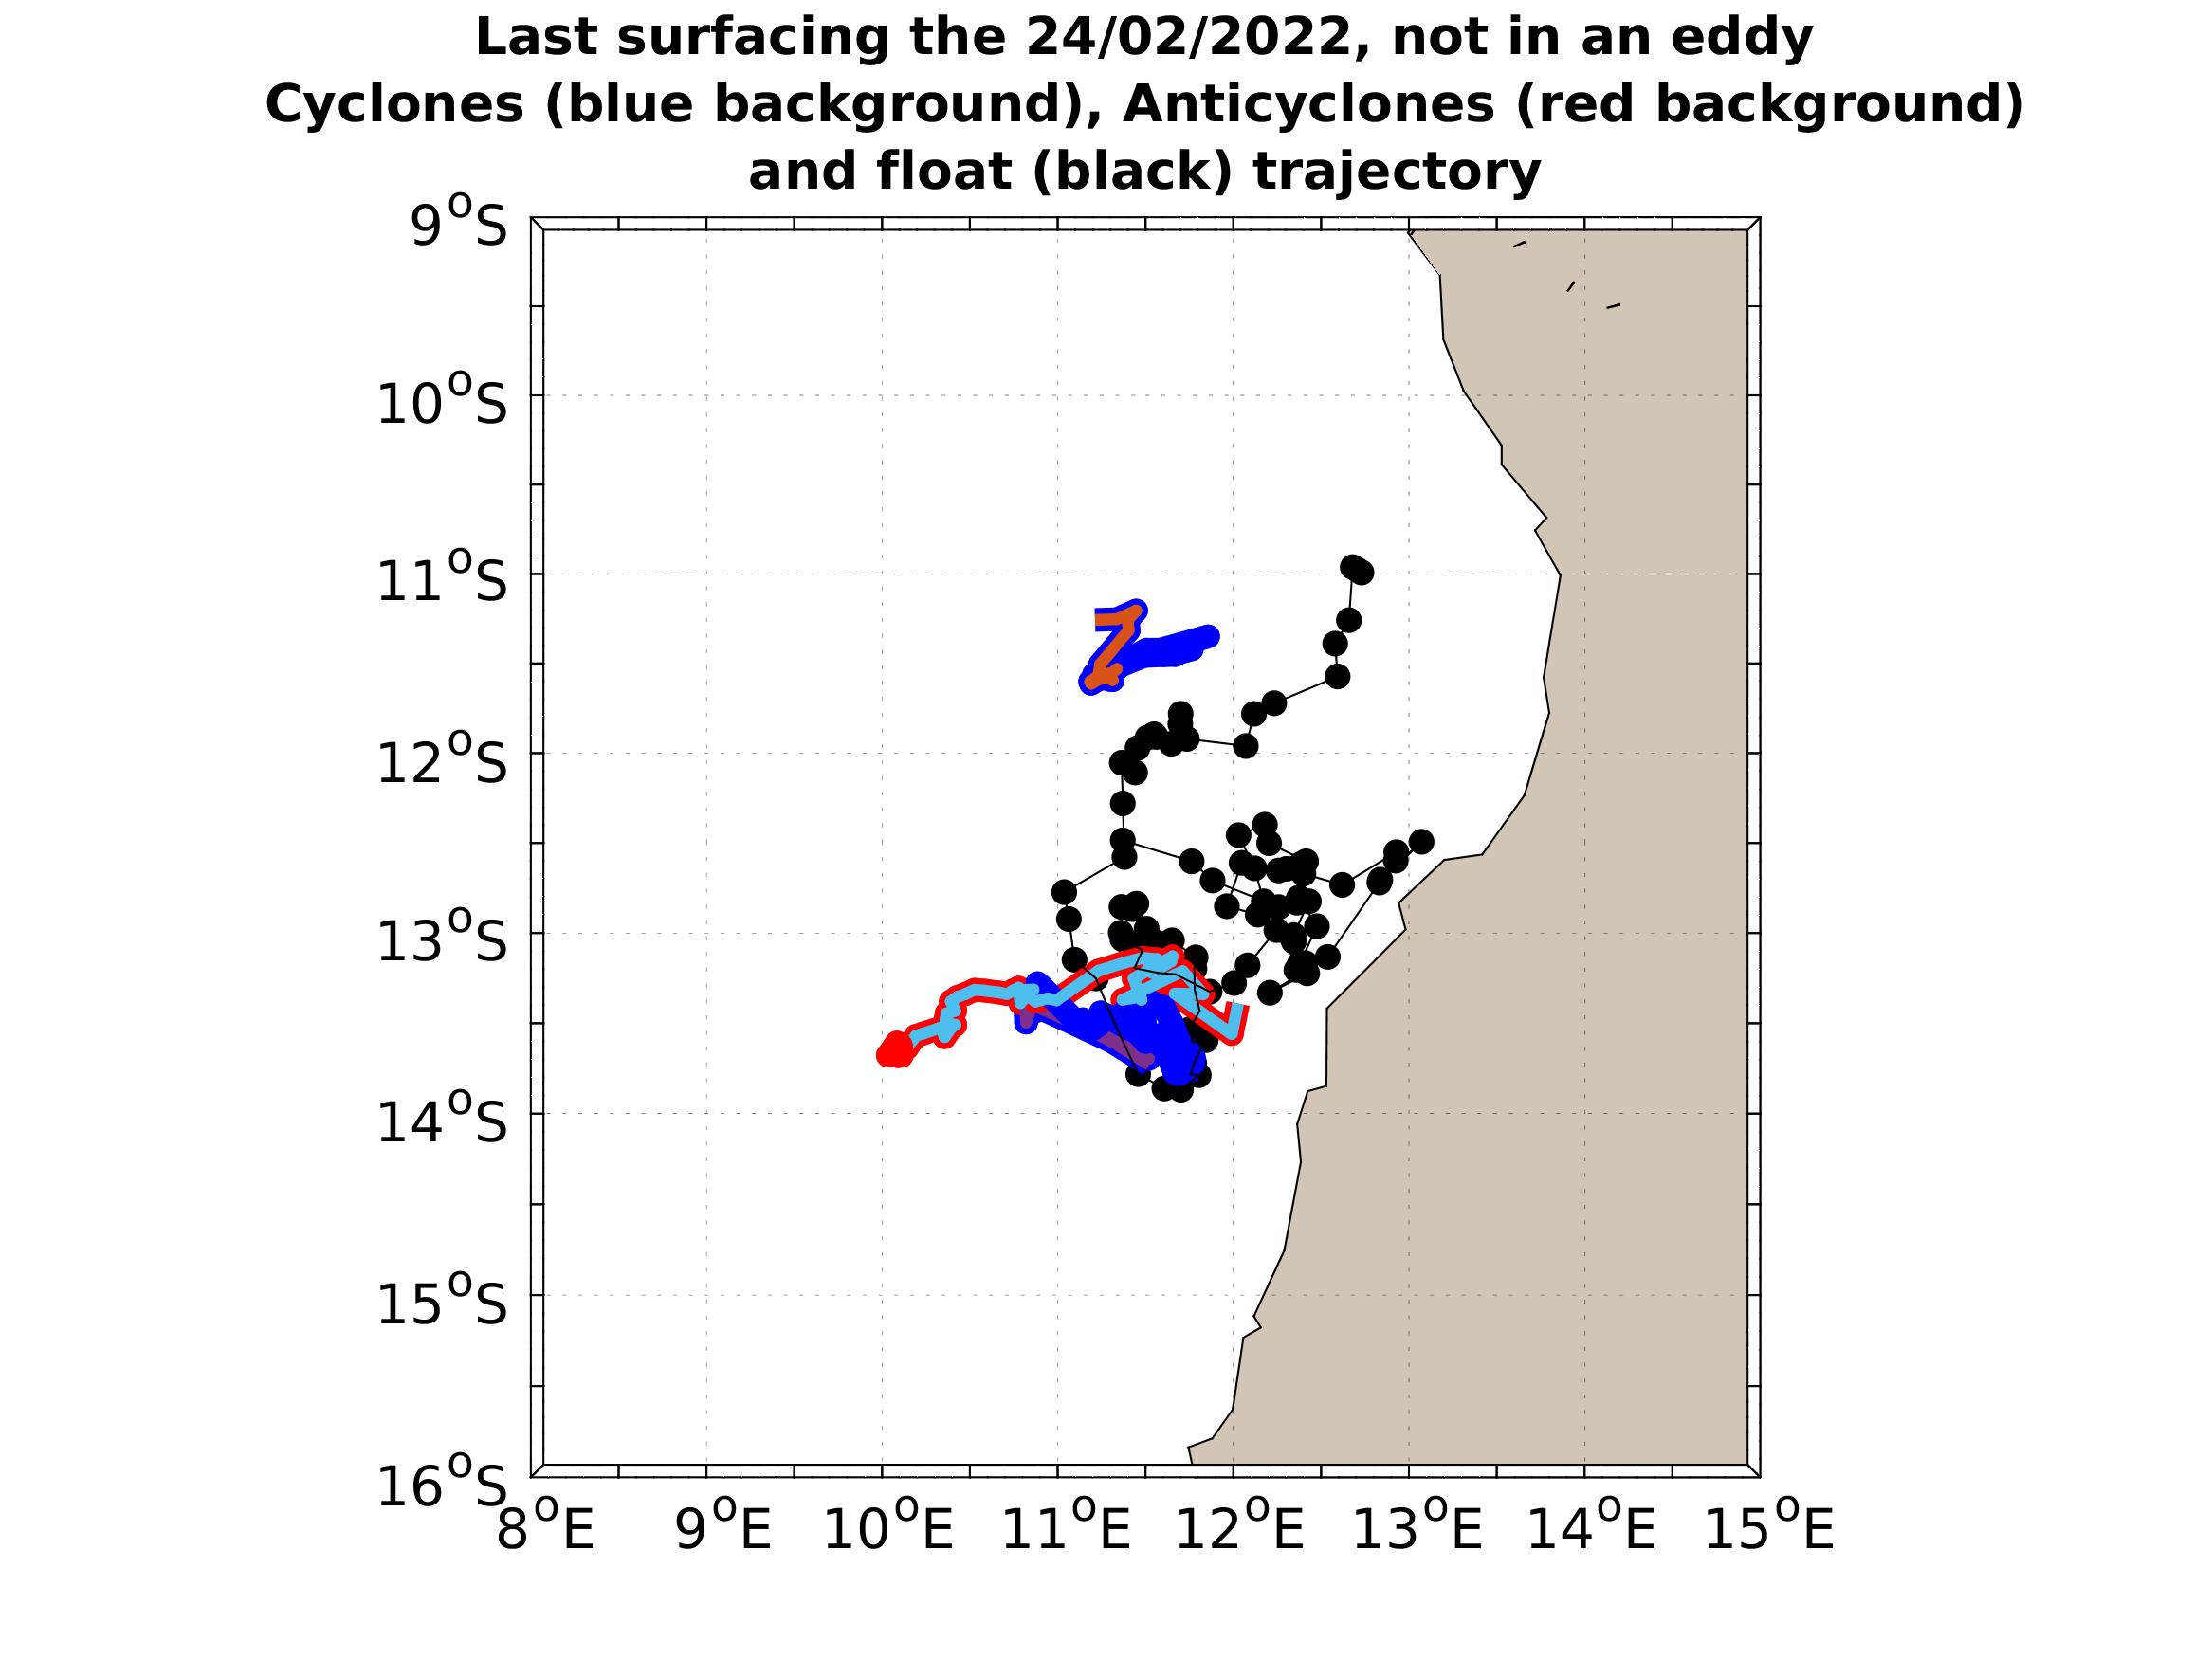 Last surfacing the 24/02/2022, not in an eddy
Cyclones (blue background), Anticyclones (red background)
and float (black) trajectory
9°S
10°S
11°S
12°S
13°S
14°S
15°S
16°S
8°E 9°E 10°E 11°E 12°E 13°E 14°E 15°E